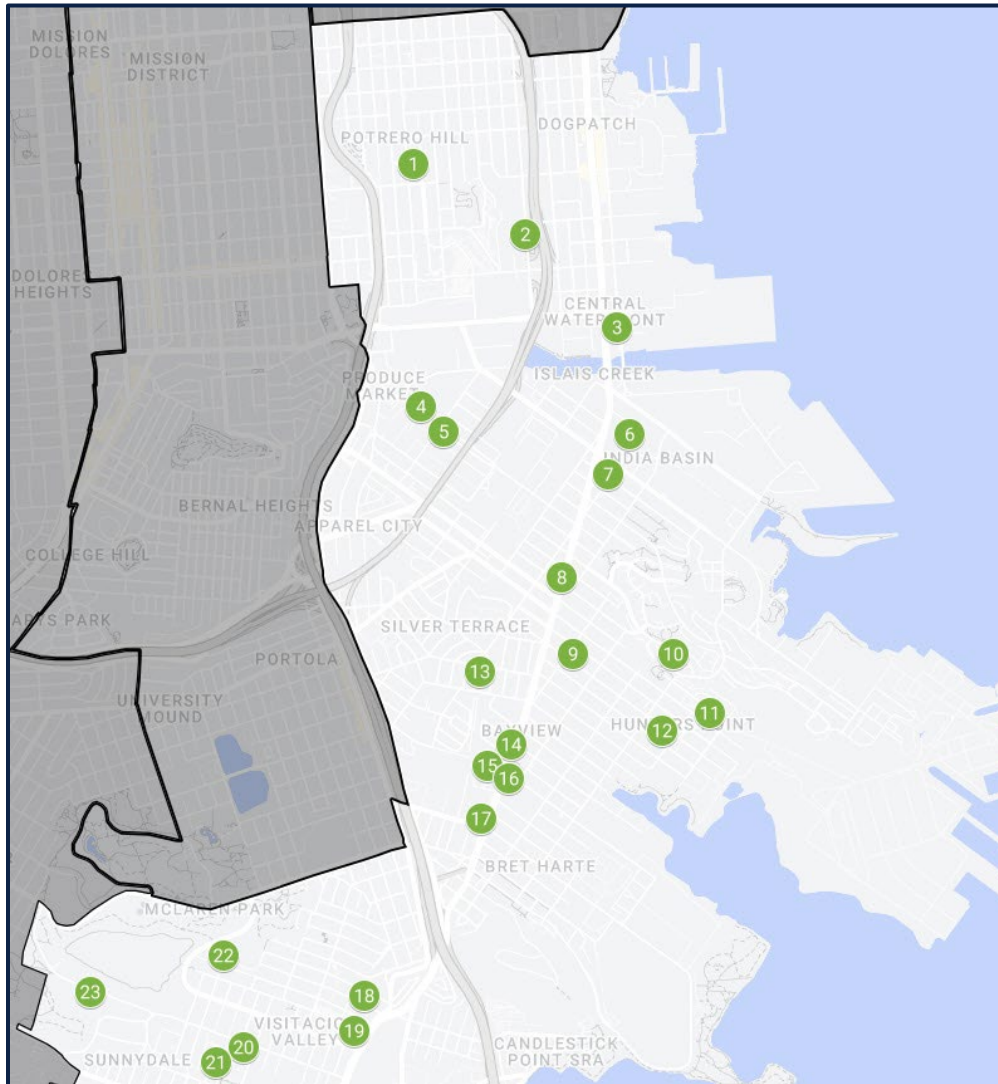 MISSION
DOLORES
MISSION
DISTRICT
POTRERO HILL
DOGPATCH
1
2
DOLORES
HEIGHTS
CENTRAL
WATERFRONT
3
ISLAIS CREEK
PRODUCE
MARKET
4
5
6
INDIA BASIN
7
BERNAL HEIGHTS
APPAREL CITY
COLLEGE HILL
8
ARTS PARK
SILVER TERRACE
9
10
PORTOLA
13
UNIVERSITY
MOUND
11
HUNTERS POINT
12
BAYVIEW
14
15
16
17
BRET HARTE
MCLAREN PARK
22
23
18
VISITACION
VALLEY
19
20
SUNNYDALE
21
CANDLESTICK
POINT SRA